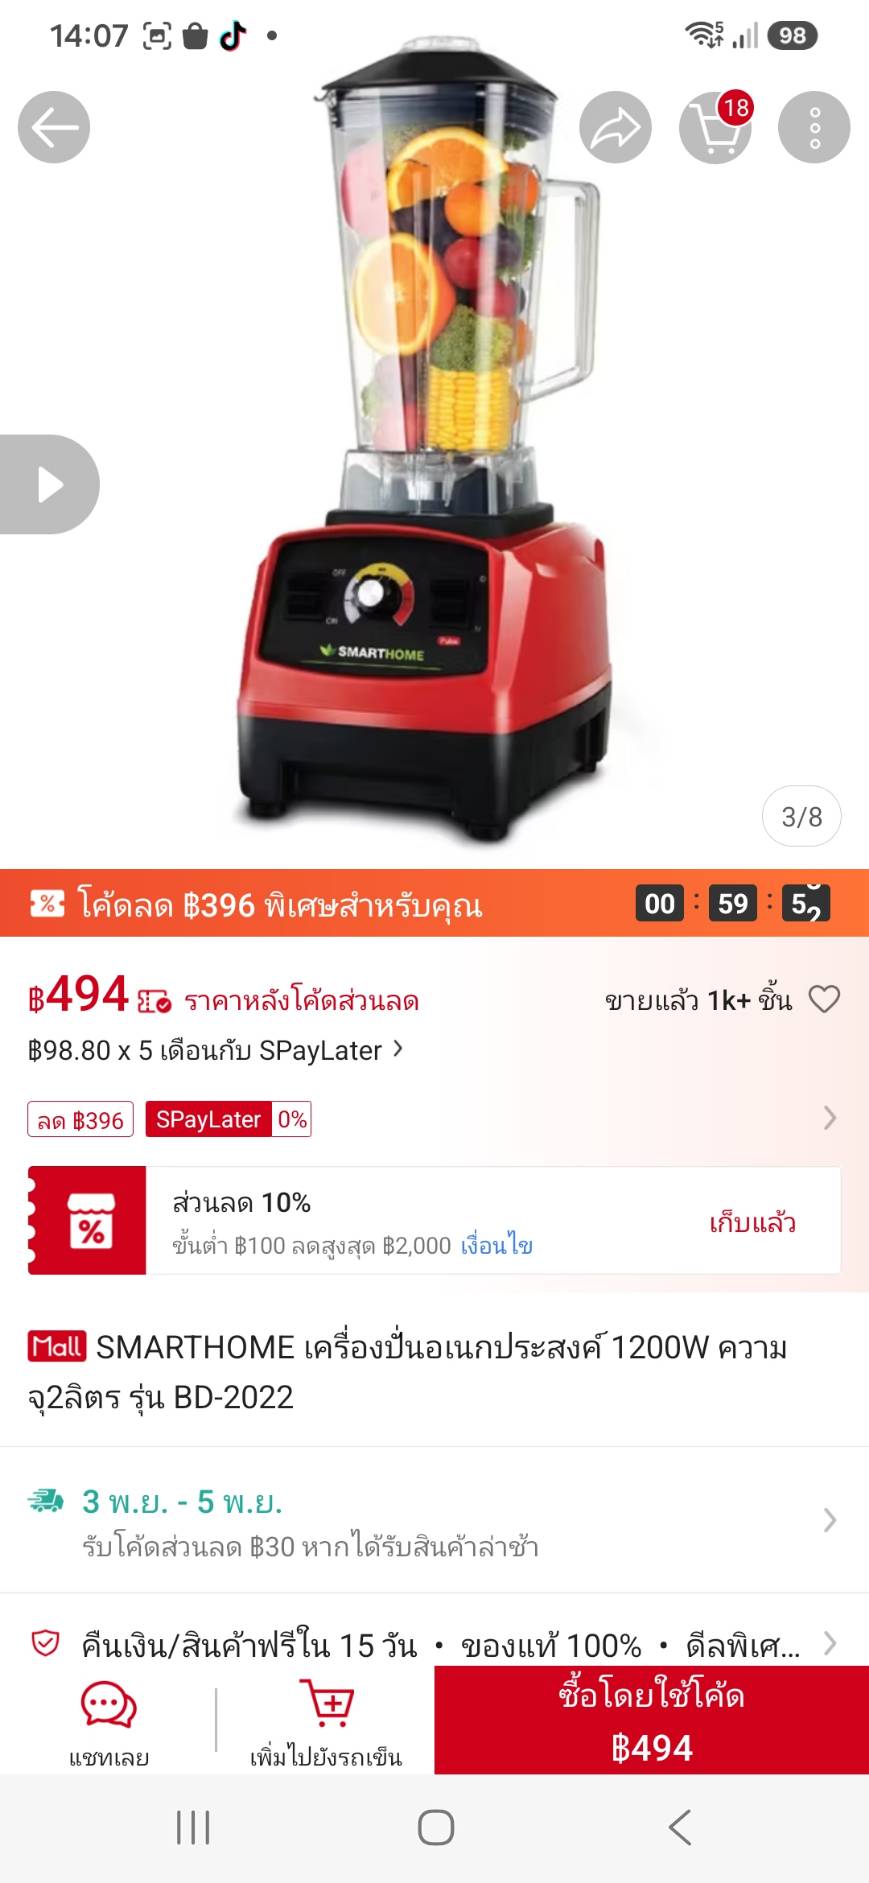 14:07
5
98
18
OFF
ON
Pulse
SMARTHOME
3/8
% โค้ดลด ฿396 พิเศษสำหรับคุณ
00 : 59 : 52
฿494 ราคาหลังโค้ดส่วนลด
ขายแล้ว 1k+ ชิ้น
฿98.80 x 5 เดือนกับ SPayLater
ลด ฿396 SPayLater 0%
%
ส่วนลด 10%
ขั้นต่ำ ฿100 ลดสูงสุด ฿2,000 เงื่อนไข
เก็บแล้ว
Mall SMARTHOME เครื่องปั่นอเนกประสงค์ 1200W ความ
จุ2ลิตร รุ่น BD-2022
3 พ.ย. - 5 พ.ย.
รับโค้ดส่วนลด ฿30 หากได้รับสินค้าล่าช้า
คืนเงิน/สินค้าฟรีใน 15 วัน • ของแท้ 100% • ดีลพิเศ...
แชทเลย
เพิ่มไปยังรถเข็น
ซื้อโดยใช้โค้ด
฿494